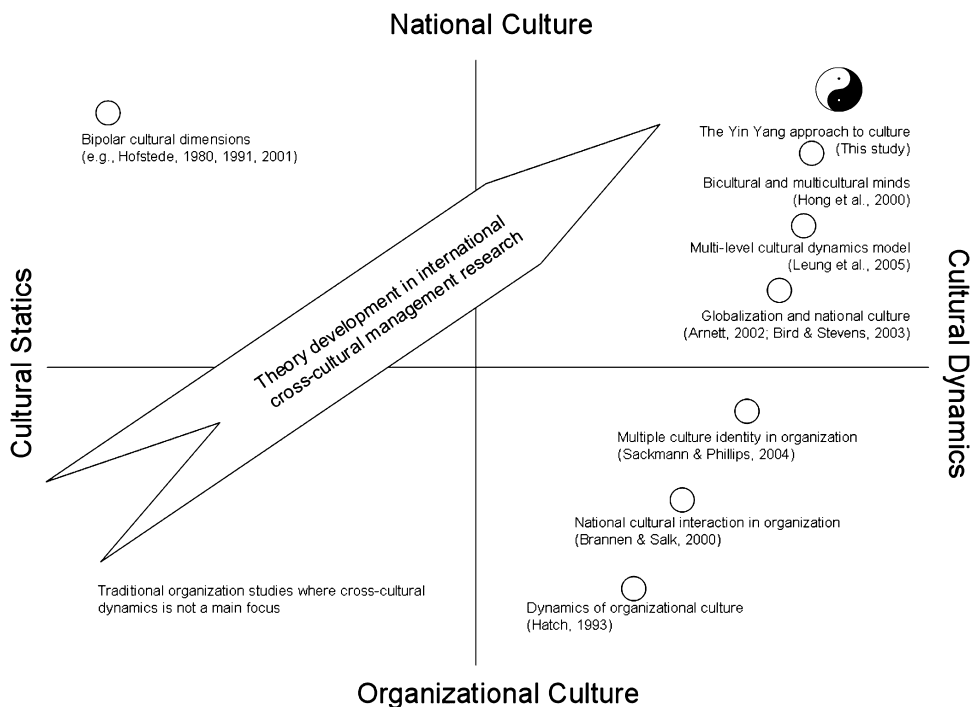 National Culture
Bipolar cultural dimensions
(e.g., Hofstede, 1980, 1991, 2001)
The Yin Yang approach to culture
(This study)
Bicultural and multicultural minds
(Hong et al., 2000)
Multi-level cultural dynamics model
(Leung et al., 2005)
Globalization and national culture
(Arnett, 2002; Bird & Stevens, 2003)
Theory development in international
cross-cultural management research
Cultural Statics
Cultural Dynamics
Multiple culture identity in organization
(Sackmann & Phillips, 2004)
National cultural interaction in organization
(Brannen & Salk, 2000)
Traditional organization studies where cross-cultural
dynamics is not a main focus
Dynamics of organizational culture
(Hatch, 1993)
Organizational Culture